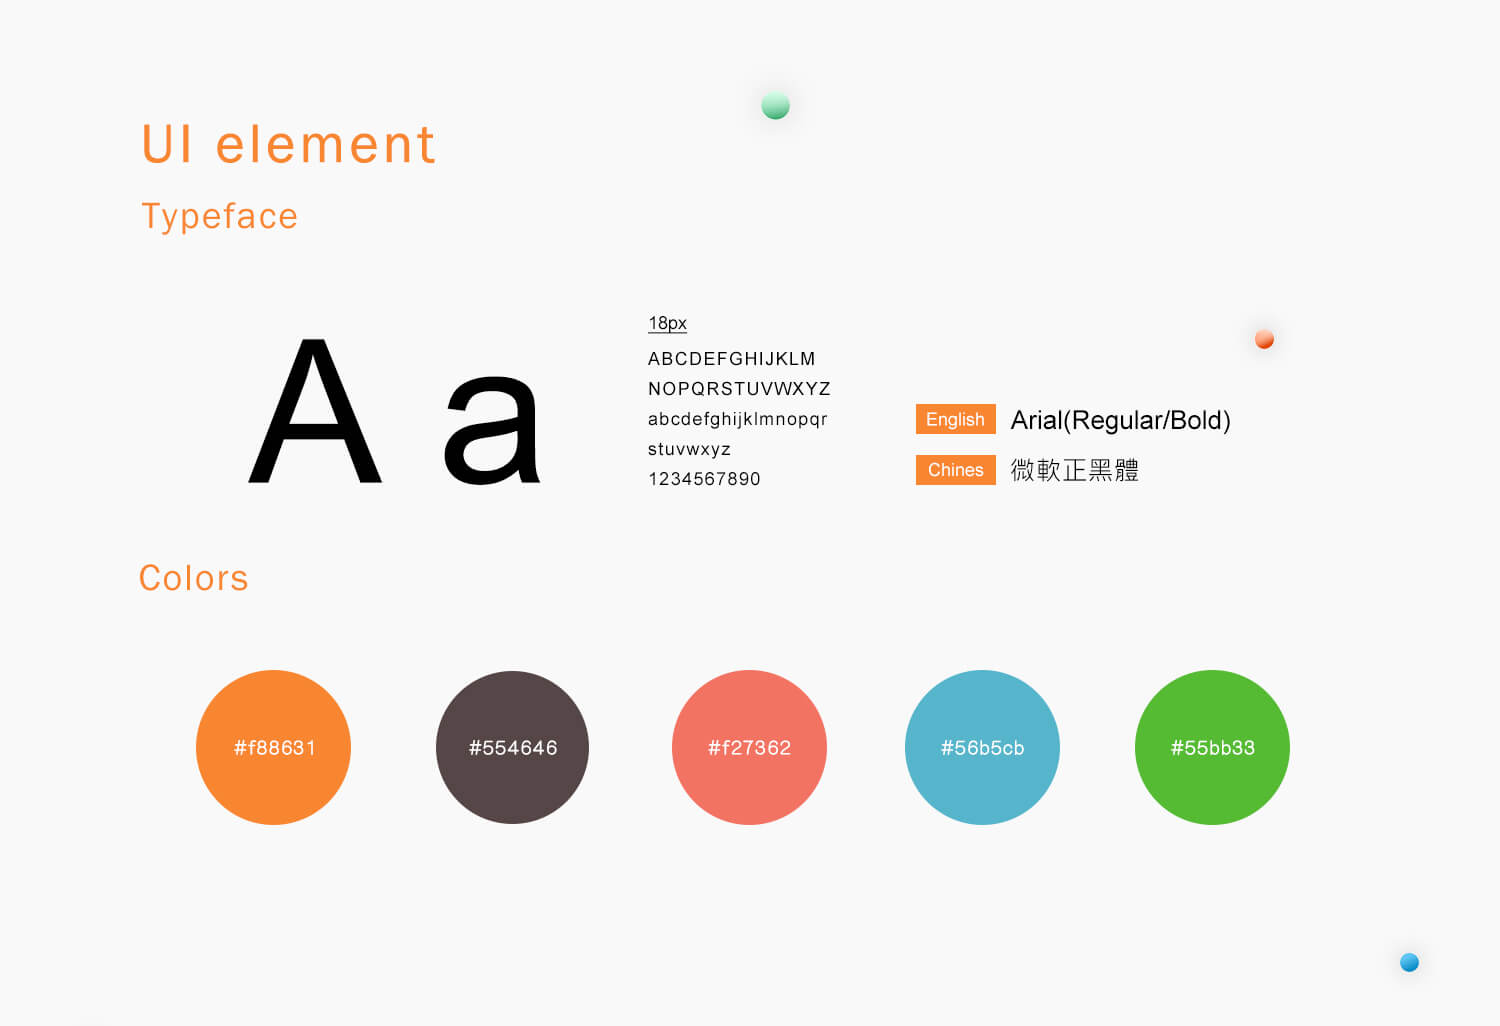 UI element
Typeface
A a
18px
ABCDEFGHIJKLM
NOPQRSTUVWXYZ
abcdefghijklmnopqr
stuvwxyz
1234567890
English Arial(Regular/Bold)
Chines 微軟正黑體
Colors
#f88631 #554646 #f27362 #56b5cb #55bb33